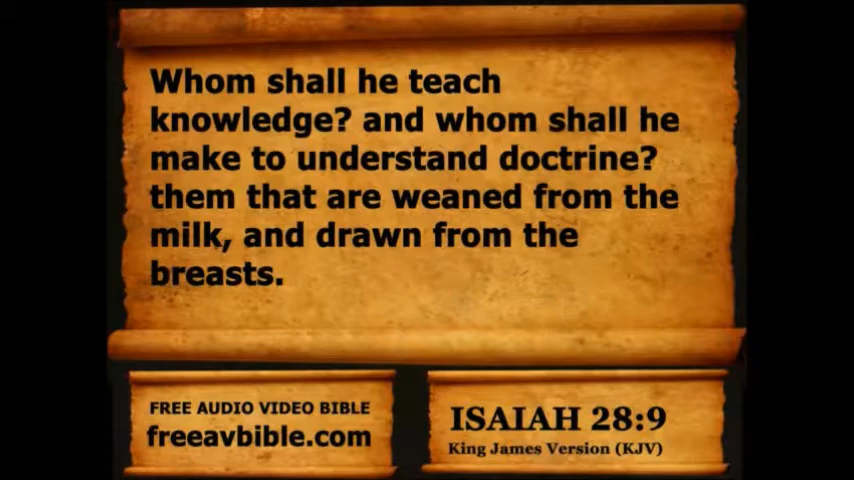 Whom shall he teach
knowledge? and whom shall he
make to understand doctrine?
them that are weaned from the
milk, and drawn from the
breasts.
FREE AUDIO VIDEO BIBLE
freeavbible.com
ISAIAH 28:9
King James Version (KJV)